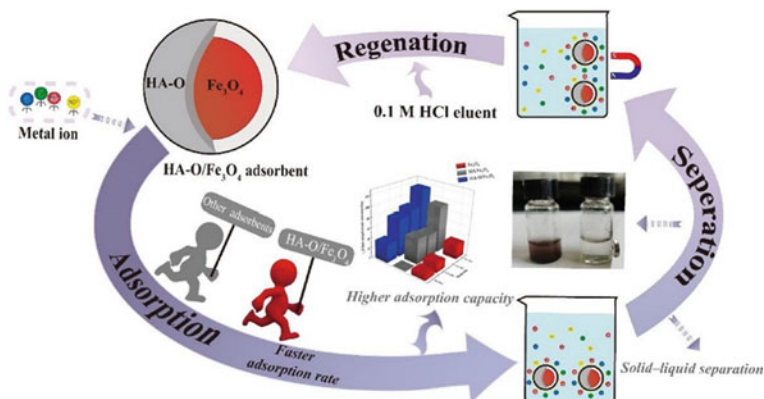 Regenation
HA-O
Fe₃O₄
0.1 M HCl eluent
Metal ion
HA-O/Fe₃O₄ adsorbent
Other adsorbents
HA-O/Fe₃O₄
Seperation
Adsorption
Higher adsorption capacity
Faster
adsorption rate
Solid–liquid separation